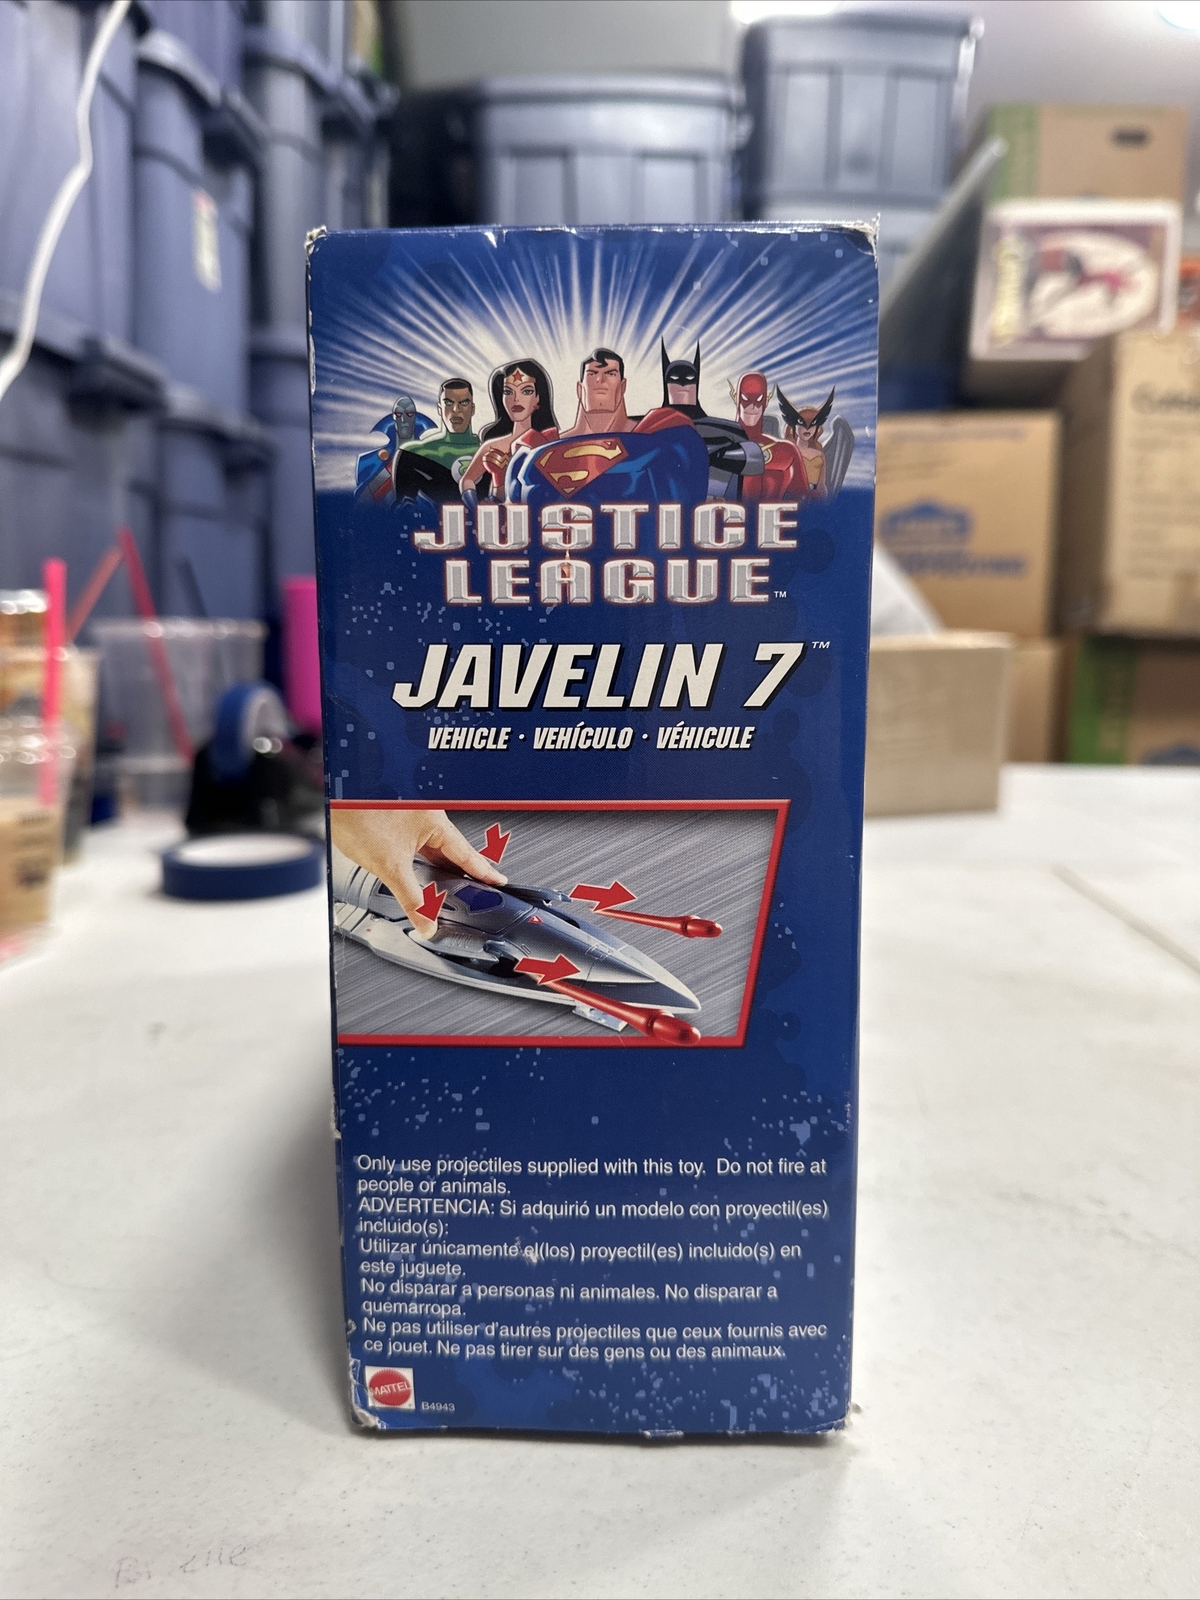 JUSTICE
LEAGUE™
JAVELIN 7™
VEHICLE · VEHÍCULO · VÉHICULE
Only use projectiles supplied with this toy. Do not fire at
people or animals.
ADVERTENCIA: Si adquirió un modelo con proyectil(es)
incluido(s):
Utilizar únicamente el(los) proyectil(es) incluido(s) en
este juguete.
No disparar a personas ni animales. No disparar a
quemarropa.
Ne pas utiliser d'autres projectiles que ceux fournis avec
ce jouet. Ne pas tirer sur des gens ou des animaux.
MATTEL
B4943